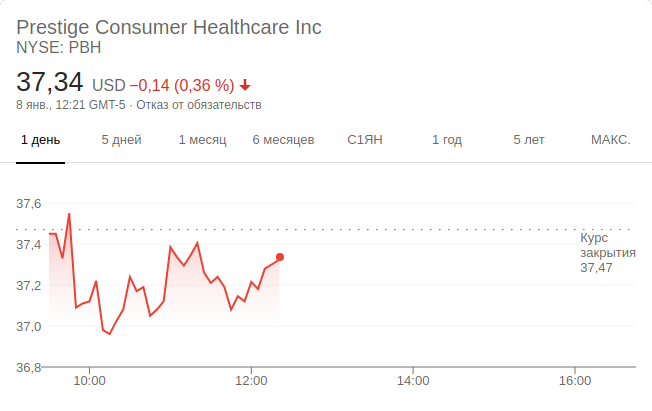 Prestige Consumer Healthcare Inc
NYSE: PBH
37,34 USD −0,14 (0,36 %)
8 янв., 12:21 GMT-5 · Отказ от обязательств
1 день 5 дней 1 месяц 6 месяцев С1ЯН 1 год 5 лет МАКС.
37,6
37,4
37,2
37,0
36,8
Курс
закрытия
37,47
10:00 12:00 14:00 16:00